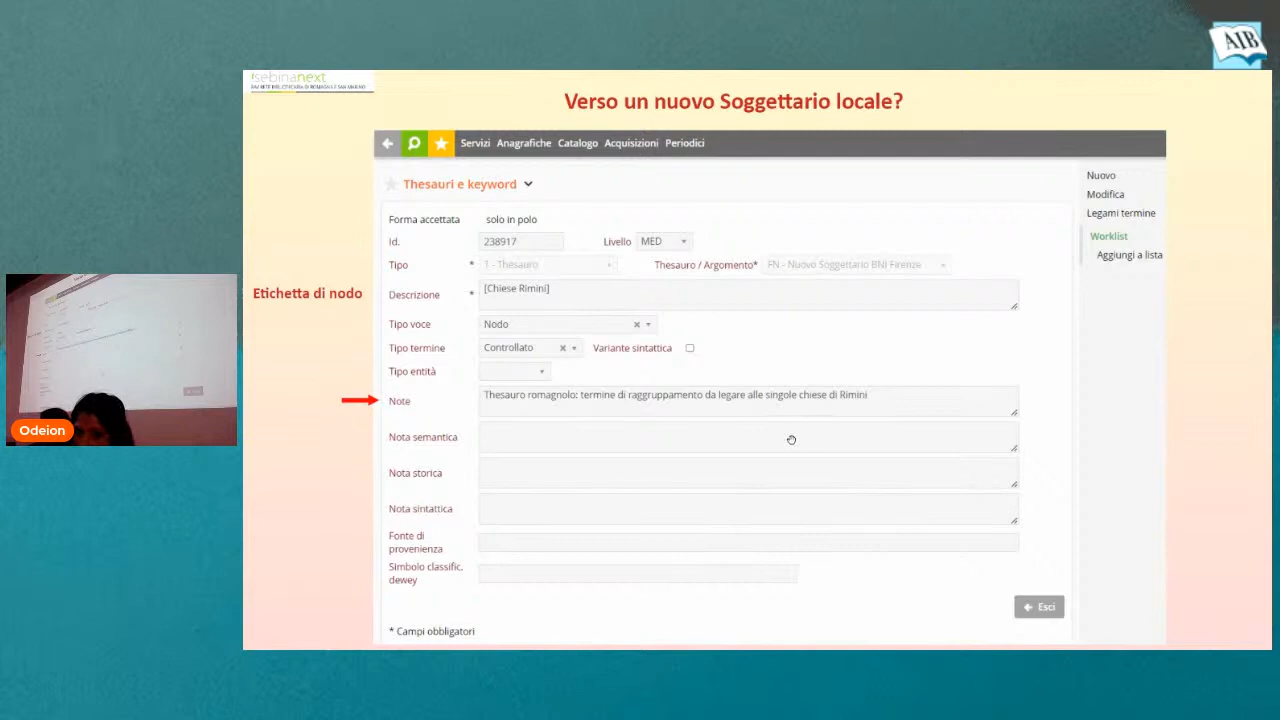 AIB
sebinanext
Verso un nuovo Soggettario locale?
Servizi Anagrafiche Catalogo Acquisizioni Periodici
Thesauri e keyword
Nuovo
Modifica
Legami termine
Worklist
Aggiungi a lista
Forma accettata solo in polo
Id. 238917 Livello MED
Tipo * 1 - Thesauro Thesauro / Argomento* FN - Nuovo Soggettario BNI Firenze
Etichetta di nodo
Descrizione * [Chiese Rimini]
Tipo voce Nodo
Tipo termine Controllato Variante sintattica
Tipo entità
Note Thesauro romagnolo: termine di raggruppamento da legare alle singole chiese di Rimini
Nota semantica
Nota storica
Nota sintattica
Fonte di
provenienza
Simbolo classific.
dewey
Esci
* Campi obbligatori
Odeion